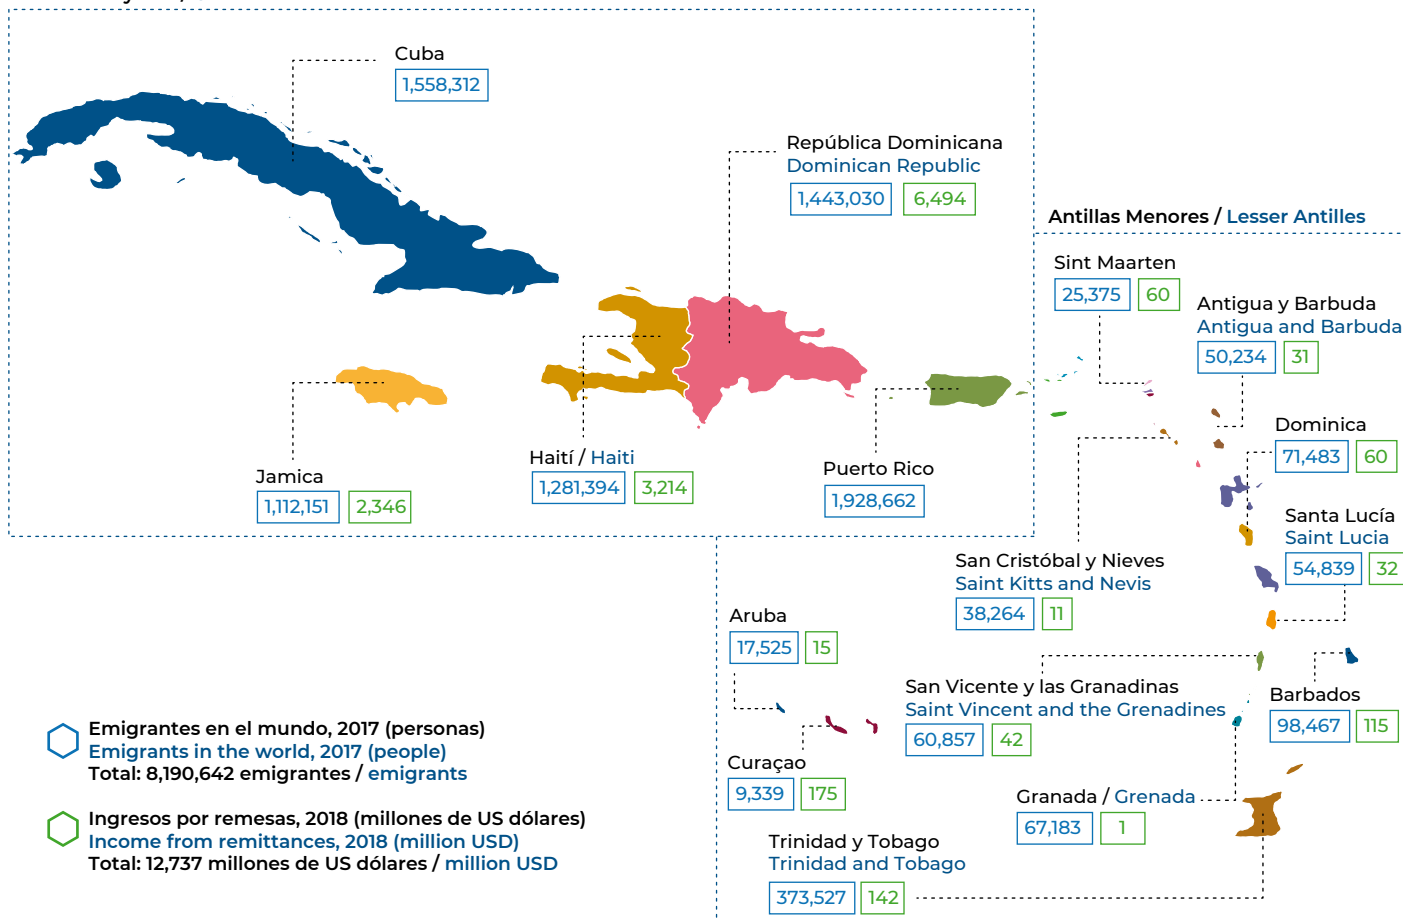 Cuba
1,558,312
República Dominicana
Dominican Republic
1,443,030 6,494
Antillas Menores / Lesser Antilles
Sint Maarten
25,375 60
Antigua y Barbuda
Antigua and Barbuda
50,234 31
Dominica
71,483 60
Jamica
1,112,151 2,346
Haití / Haiti
1,281,394 3,214
Puerto Rico
1,928,662
Santa Lucía
Saint Lucia
54,839 32
San Cristóbal y Nieves
Saint Kitts and Nevis
38,264 11
Aruba
17,525 15
San Vicente y las Granadinas
Saint Vincent and the Grenadines
60,857 42
Barbados
98,467 115
Curaçao
9,339 175
Granada / Grenada
67,183 1
Trinidad y Tobago
Trinidad and Tobago
373,527 142
Emigrantes en el mundo, 2017 (personas)
Emigrants in the world, 2017 (people)
Total: 8,190,642 emigrantes / emigrants
Ingresos por remesas, 2018 (millones de US dólares)
Income from remittances, 2018 (million USD)
Total: 12,737 millones de US dólares / million USD